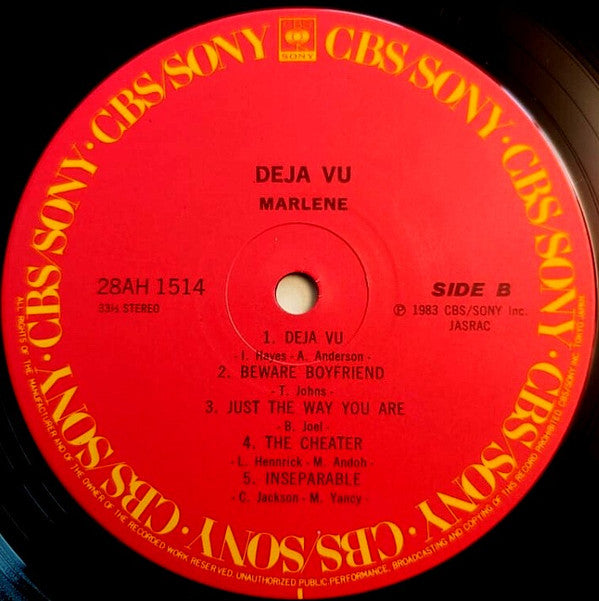 CBS/SONY · CBS/SONY · CBS/SONY · CBS/SONY · CBS/SONY · CBS/SONY · CBS/SONY · CBS/SONY
SONY
DEJA VU
MARLENE
28AH 1514
33⅓ STEREO
SIDE B
Ⓟ 1983 CBS/SONY Inc.
JASRAC
1. DEJA VU
- I. Hayes - A. Anderson -
2. BEWARE BOYFRIEND
- T. Johns -
3. JUST THE WAY YOU ARE
- B. Joel -
4. THE CHEATER
- L. Hennrick - M. Andoh -
5. INSEPARABLE
- C. Jackson - M. Yancy -
ALL RIGHTS OF THE MANUFACTURER AND OF THE OWNER OF THE RECORDED WORK RESERVED. UNAUTHORIZED PUBLIC PERFORMANCE, BROADCASTING AND COPYING OF THIS RECORD PROHIBITED. CBS/SONY INC. TOKYO JAPAN